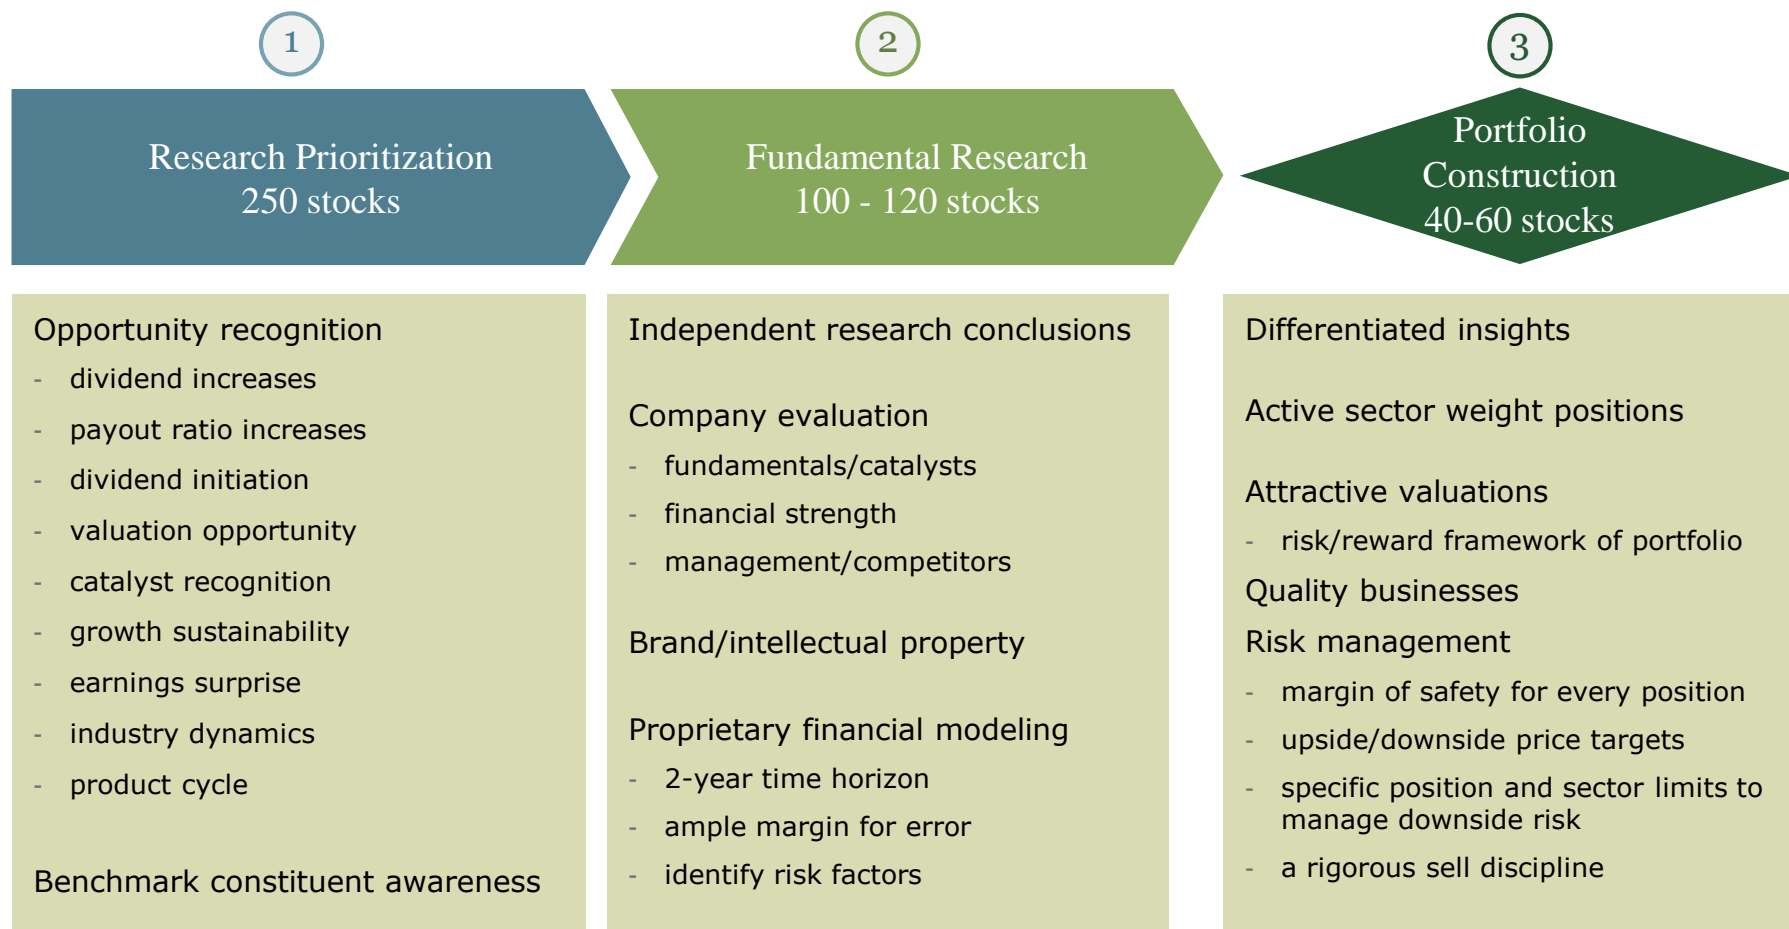 1
Research Prioritization
250 stocks
Opportunity recognition
- dividend increases
- payout ratio increases
- dividend initiation
- valuation opportunity
- catalyst recognition
- growth sustainability
- earnings surprise
- industry dynamics
- product cycle
Benchmark constituent awareness
2
Fundamental Research
100 - 120 stocks
Independent research conclusions
Company evaluation
- fundamentals/catalysts
- financial strength
- management/competitors
Brand/intellectual property
Proprietary financial modeling
- 2-year time horizon
- ample margin for error
- identify risk factors
3
Portfolio
Construction
40-60 stocks
Differentiated insights
Active sector weight positions
Attractive valuations
- risk/reward framework of portfolio
Quality businesses
Risk management
- margin of safety for every position
- upside/downside price targets
- specific position and sector limits to
manage downside risk
- a rigorous sell discipline